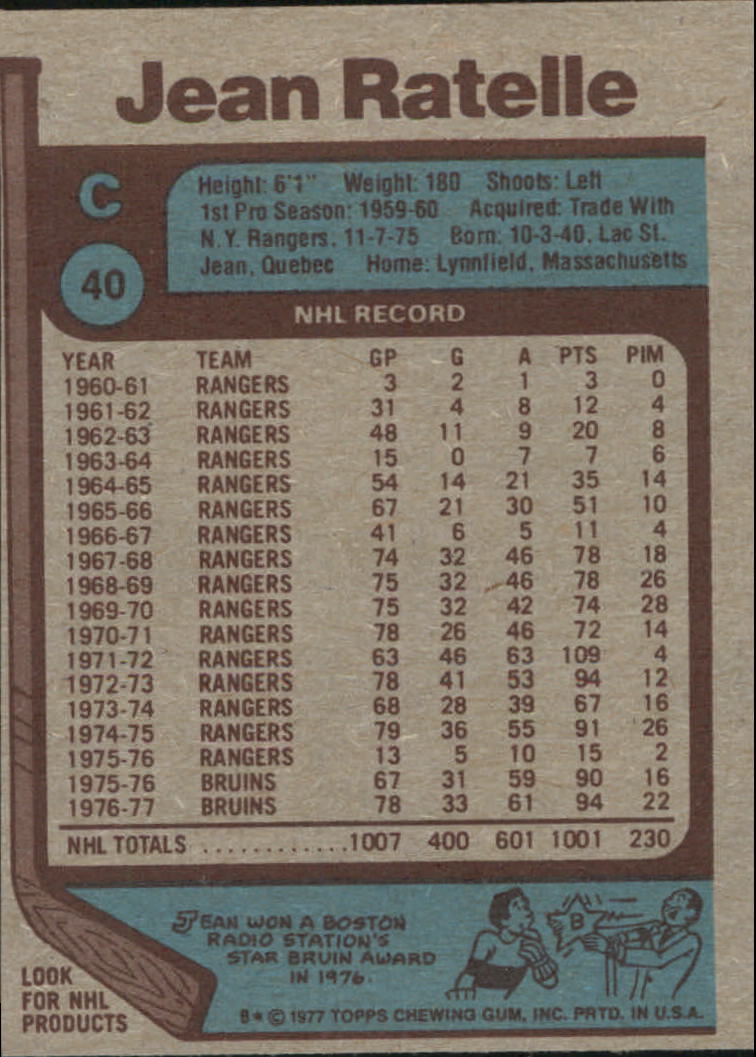 Jean Ratelle
C
40
Height: 6'1" Weight: 180 Shoots: Left
1st Pro Season: 1959-60 Acquired: Trade With
N.Y. Rangers, 11-7-75 Born: 10-3-40, Lac St.
Jean, Quebec Home: Lynnfield, Massachusetts
NHL RECORD
YEAR TEAM GP G A PTS PIM
1960-61 RANGERS 3 2 1 3 0
1961-62 RANGERS 31 4 8 12 4
1962-63 RANGERS 48 11 9 20 8
1963-64 RANGERS 15 0 7 7 6
1964-65 RANGERS 54 14 21 35 14
1965-66 RANGERS 67 21 30 51 10
1966-67 RANGERS 41 6 5 11 4
1967-68 RANGERS 74 32 46 78 18
1968-69 RANGERS 75 32 46 78 26
1969-70 RANGERS 75 32 42 74 28
1970-71 RANGERS 78 26 46 72 14
1971-72 RANGERS 63 46 63 109 4
1972-73 RANGERS 78 41 53 94 12
1973-74 RANGERS 68 28 39 67 16
1974-75 RANGERS 79 36 55 91 26
1975-76 RANGERS 13 5 10 15 2
1975-76 BRUINS 67 31 59 90 16
1976-77 BRUINS 78 33 61 94 22
NHL TOTALS ............1007 400 601 1001 230
JEAN WON A BOSTON
RADIO STATION'S
STAR BRUIN AWARD
IN 1976.
B
LOOK
FOR NHL
PRODUCTS
B* © 1977 TOPPS CHEWING GUM, INC. PRTD. IN U.S.A.